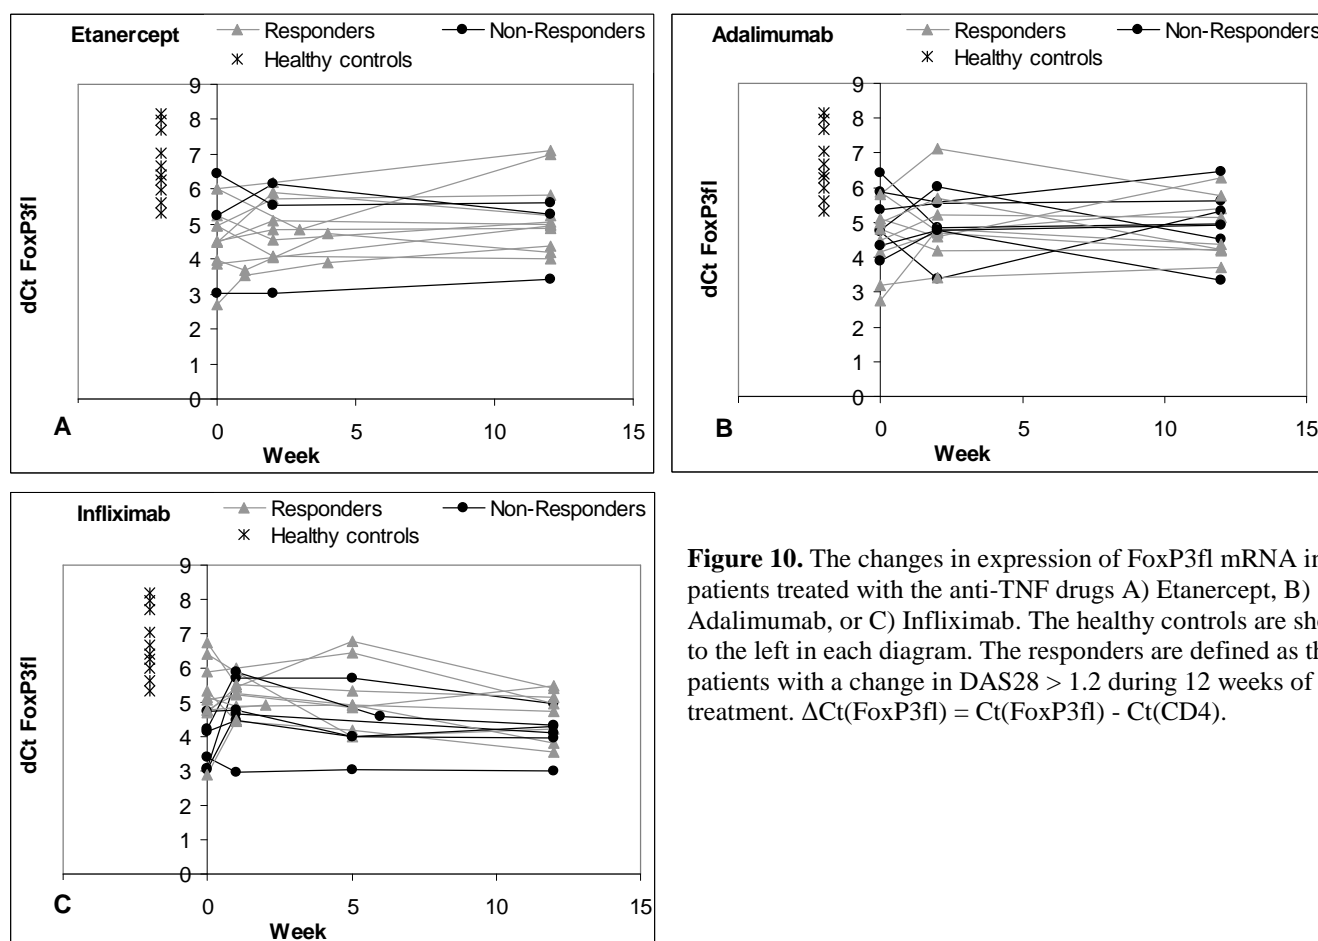 Etanercept Responders Non-Responders
Healthy controls
9
8
7
6
5
4
3
2
1
0
dCt FoxP3fl
A 0 5 10 15
Week
Adalimumab Responders Non-Responders
Healthy controls
9
8
7
6
5
4
3
2
1
0
dCt FoxP3fl
B 0 5 10 15
Week
Infliximab Responders Non-Responders
Healthy controls
9
8
7
6
5
4
3
2
1
0
dCt FoxP3fl
C 0 5 10 15
Week
Figure 10. The changes in expression of FoxP3fl mRNA in
patients treated with the anti-TNF drugs A) Etanercept, B)
Adalimumab, or C) Infliximab. The healthy controls are
to the left in each diagram. The responders are defined as
patients with a change in DAS28 > 1.2 during 12 weeks of
treatment. ΔCt(FoxP3fl) = Ct(FoxP3fl) - Ct(CD4).